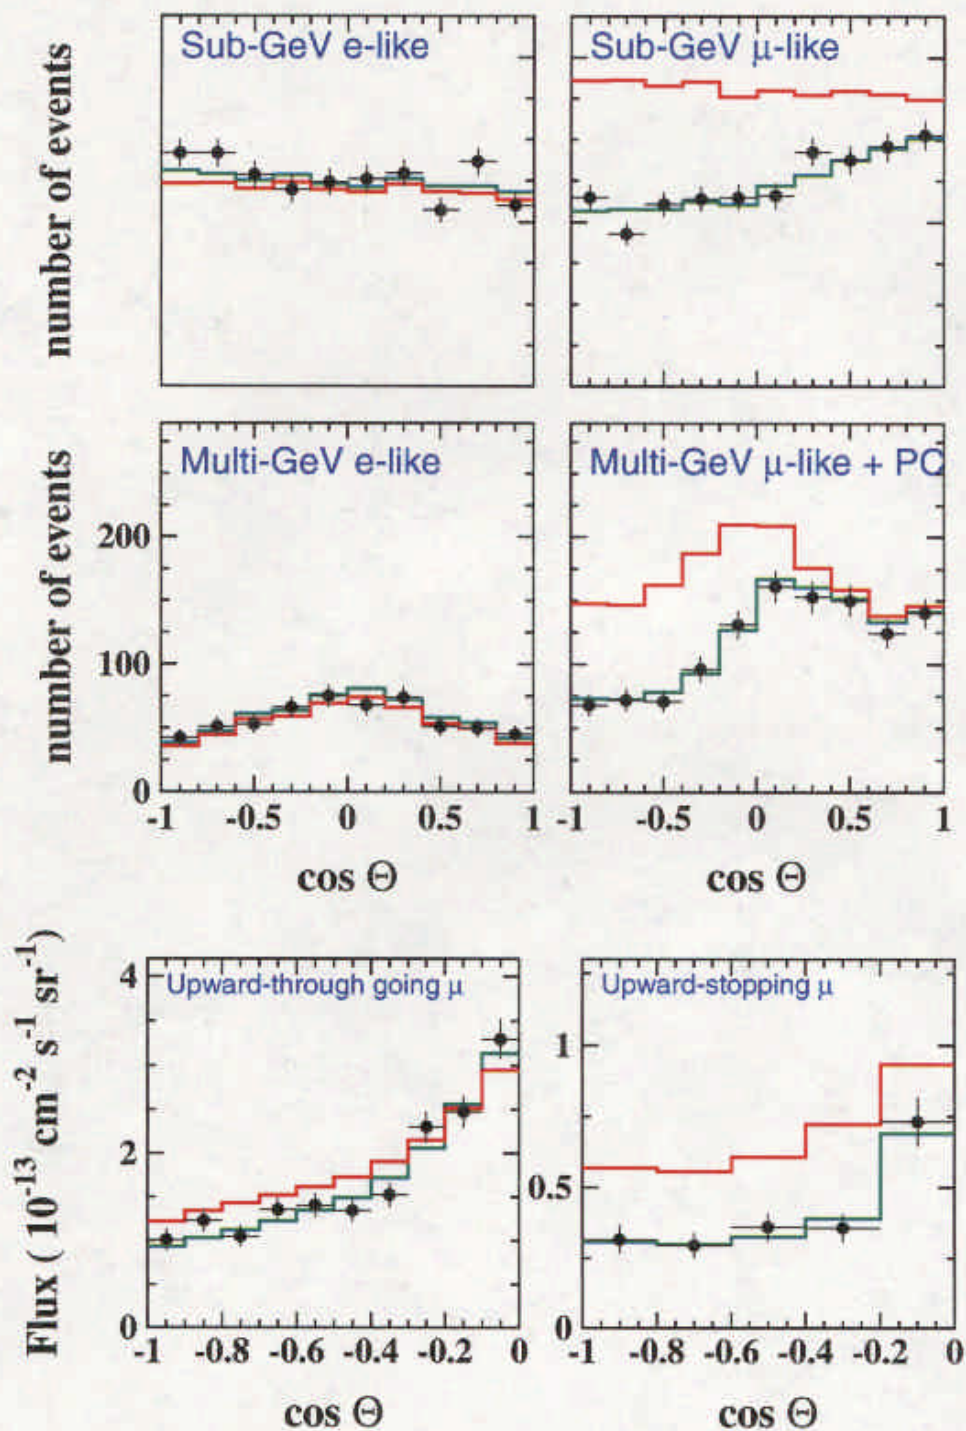 Sub-GeV e-like
Sub-GeV μ-like
number of events
Multi-GeV e-like
Multi-GeV μ-like + PC
number of events
200
100
0
-1 -0.5 0 0.5 1
-1 -0.5 0 0.5 1
cos Θ
cos Θ
Upward-through going μ
Upward-stopping μ
Flux ( 10-13 cm-2 s-1 sr-1)
4
2
0
1
0.5
0
-1 -0.8 -0.6 -0.4 -0.2 0
-1 -0.8 -0.6 -0.4 -0.2 0
cos Θ
cos Θ